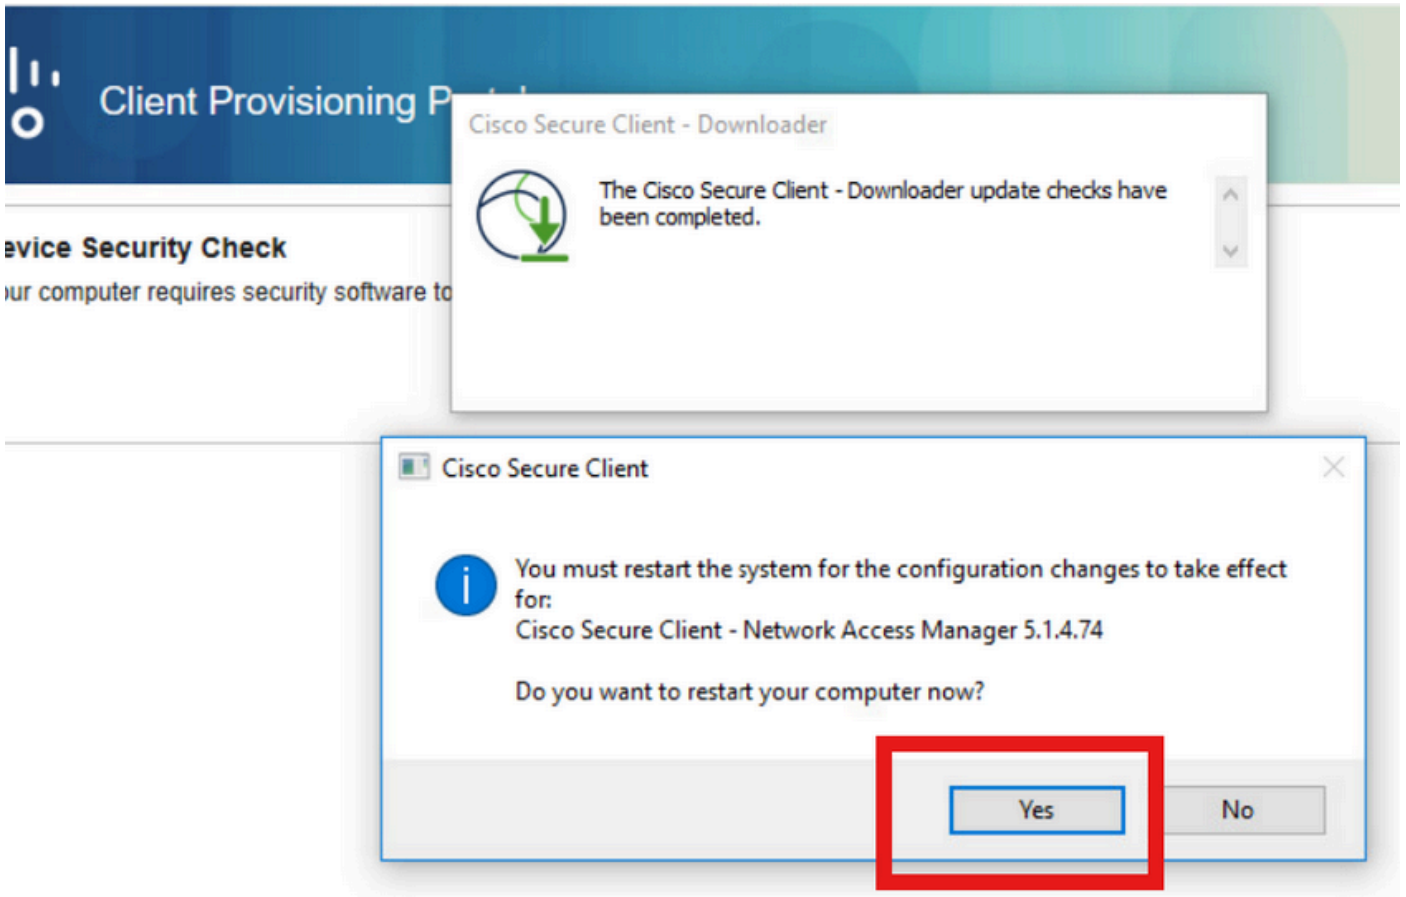 Client Provisioning P
Cisco Secure Client - Downloader
The Cisco Secure Client - Downloader update checks have
been completed.
evice Security Check
ur computer requires security software to
Cisco Secure Client
You must restart the system for the configuration changes to take effect
for:
Cisco Secure Client - Network Access Manager 5.1.4.74
Do you want to restart your computer now?
Yes
No